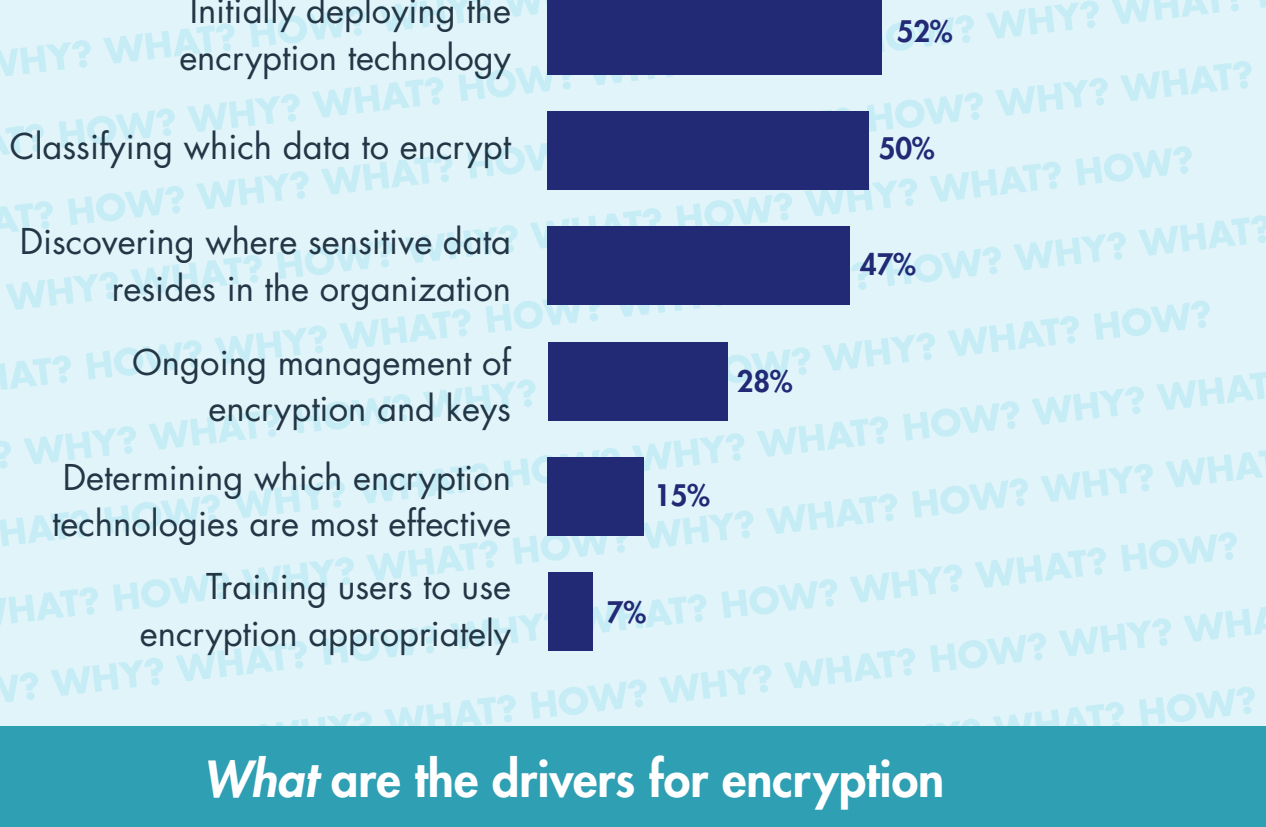 Initially deploying the
encryption technology
52%
Classifying which data to encrypt
50%
Discovering where sensitive data
resides in the organization
47%
Ongoing management of
encryption and keys
28%
Determining which encryption
technologies are most effective
15%
Training users to use
encryption appropriately
7%
What are the drivers for encryption